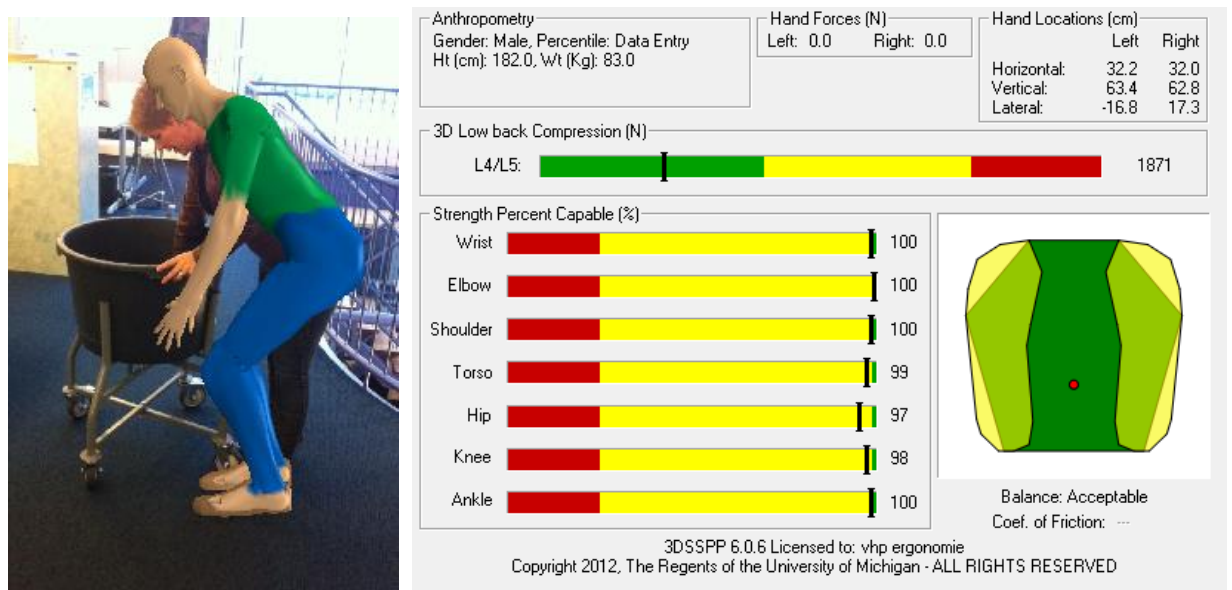 Anthropometry
Gender: Male, Percentile: Data Entry
Ht (cm): 182.0, Wt (Kg): 83.0
Hand Forces (N)
Left: 0.0 Right: 0.0
Hand Locations (cm)
Left Right
Horizontal: 32.2 32.0
Vertical: 63.4 62.8
Lateral: -16.8 17.3
3D Low back Compression (N)
L4/L5: 1871
Strength Percent Capable (%)
Wrist 100
Elbow 100
Shoulder 100
Torso 99
Hip 97
Knee 98
Ankle 100
Balance: Acceptable
Coef. of Friction: ---
3DSSPP 6.0.6 Licensed to: vhp ergonomie
Copyright 2012, The Regents of the University of Michigan - ALL RIGHTS RESERVED